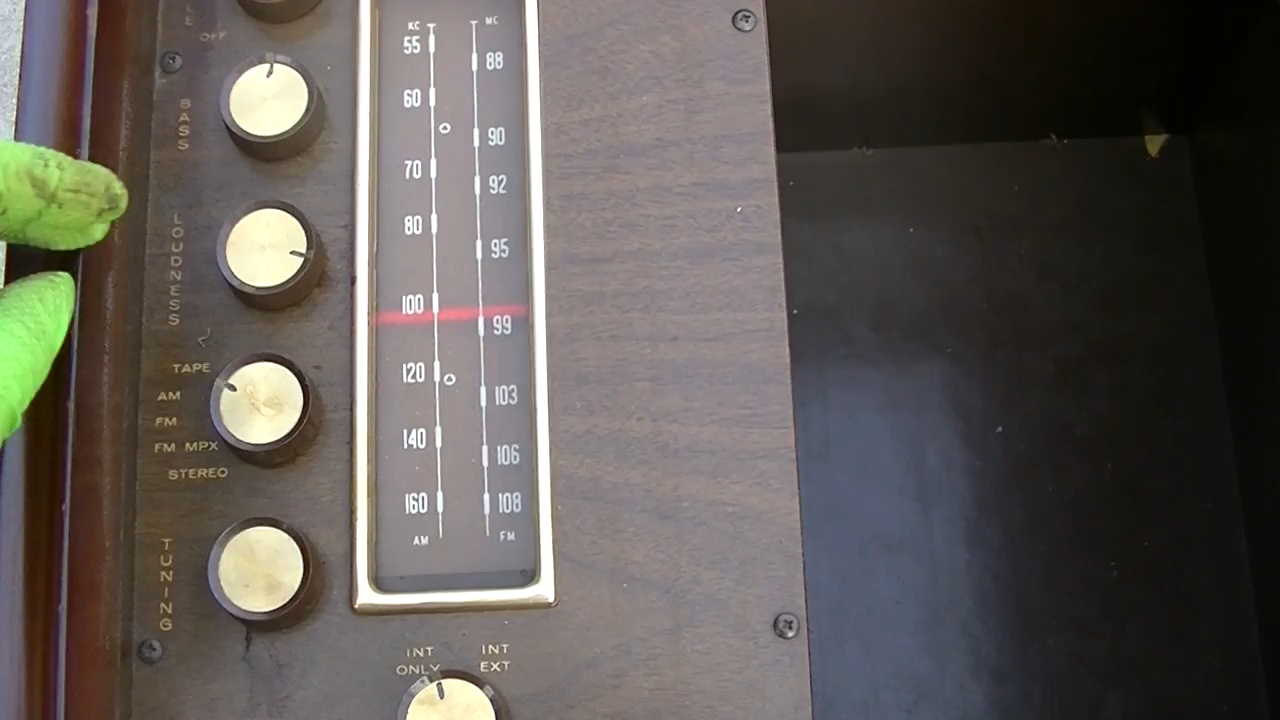 LE
OFF
BASS
LOUDNESS
TAPE
AM
FM
FM MPX
STEREO
TUNING
KC MC
55 88
60 90
70 92
80 95
100 99
120 103
140 106
160 108
AM FM
INT ONLY
INT EXT